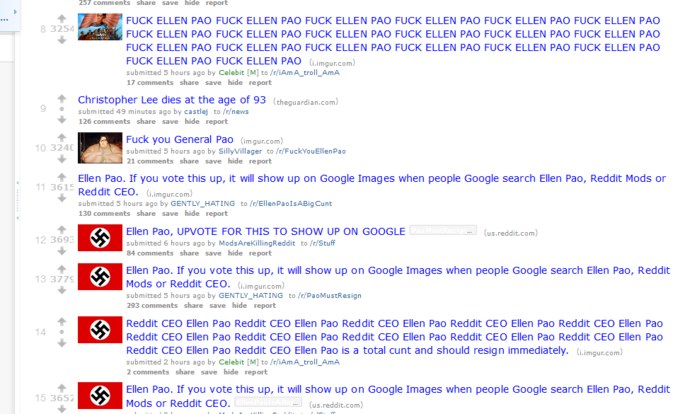 257 comments share save hide report
8 3254 FUCK ELLEN PAO FUCK ELLEN PAO FUCK ELLEN PAO FUCK ELLEN PAO FUCK ELLEN PAO FUCK ELLEN PAO
FUCK ELLEN PAO FUCK ELLEN PAO FUCK ELLEN PAO FUCK ELLEN PAO FUCK ELLEN PAO FUCK ELLEN PAO
FUCK ELLEN PAO FUCK ELLEN PAO FUCK ELLEN PAO FUCK ELLEN PAO FUCK ELLEN PAO FUCK ELLEN PAO
FUCK ELLEN PAO FUCK ELLEN PAO (i.imgur.com)
submitted 5 hours ago by Celebit [M] to /r/iAmA_troll_AmA
17 comments share save hide report
9 Christopher Lee dies at the age of 93 (theguardian.com)
submitted 49 minutes ago by castlej to /r/news
126 comments share save hide report
10 3240 Fuck you General Pao (imgur.com)
submitted 5 hours ago by SillyVillager to /r/FuckYouEllenPao
21 comments share save hide report
11 3615 Ellen Pao. If you vote this up, it will show up on Google Images when people Google search Ellen Pao, Reddit Mods or
Reddit CEO. (i.imgur.com)
submitted 5 hours ago by GENTLY_HATING to /r/EllenPaoIsABigCunt
130 comments share save hide report
12 3693 Ellen Pao, UPVOTE FOR THIS TO SHOW UP ON GOOGLE (us.reddit.com)
submitted 6 hours ago by ModsAreKillingReddit to /r/Stuff
84 comments share save hide report
13 3779 Ellen Pao. If you vote this up, it will show up on Google Images when people Google search Ellen Pao, Reddit
Mods or Reddit CEO. (i.imgur.com)
submitted 5 hours ago by GENTLY_HATING to /r/PaoMustResign
293 comments share save hide report
14 Reddit CEO Ellen Pao Reddit CEO Ellen Pao Reddit CEO Ellen Pao Reddit CEO Ellen Pao Reddit CEO Ellen Pao
Reddit CEO Ellen Pao Reddit CEO Ellen Pao Reddit CEO Ellen Pao Reddit CEO Ellen Pao Reddit CEO Ellen Pao
Reddit CEO Ellen Pao Reddit CEO Ellen Pao is a total cunt and should resign immediately. (i.imgur.com)
submitted 2 hours ago by Celebit [M] to /r/iAmA_troll_AmA
2 comments share save hide report
15 3652 Ellen Pao. If you vote this up, it will show up on Google Images when people Google search Ellen Pao, Reddit
Mods or Reddit CEO. (us.reddit.com)